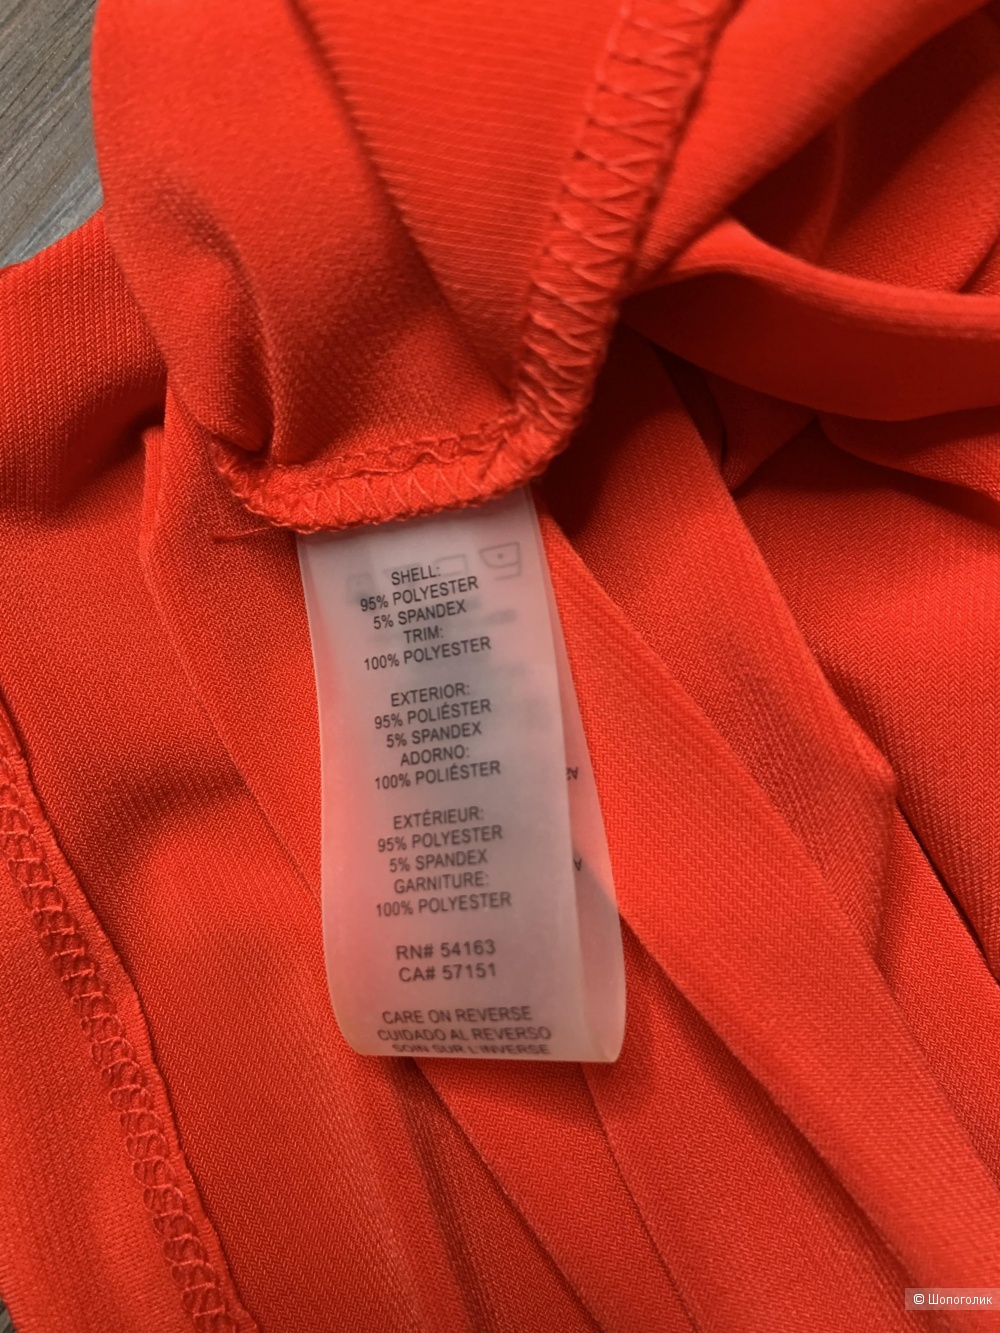 SHELL:
95% POLYESTER
5% SPANDEX
TRIM:
100% POLYESTER
EXTERIOR:
95% POLIÉSTER
5% SPANDEX
ADORNO:
100% POLIÉSTER
EXTÉRIEUR:
95% POLYESTER
5% SPANDEX
GARNITURE:
100% POLYESTER
RN# 54163
CA# 57151
CARE ON REVERSE
CUIDADO AL REVERSO
SOIN SUR L'INVERSE
© Шопоголик